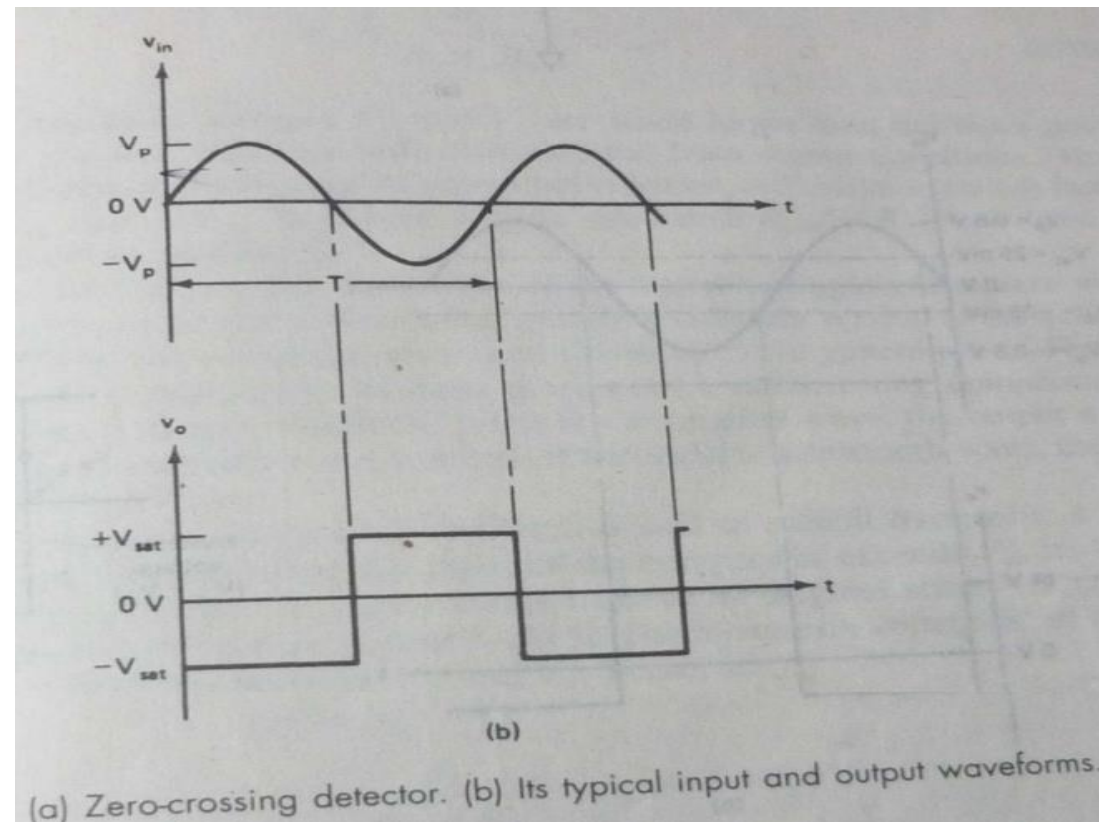 v_in
V_p
0 V
t
-V_p
T
v_o
+V_sat
0 V
t
-V_sat
(b)
(a) Zero-crossing detector. (b) Its typical input and output waveforms.